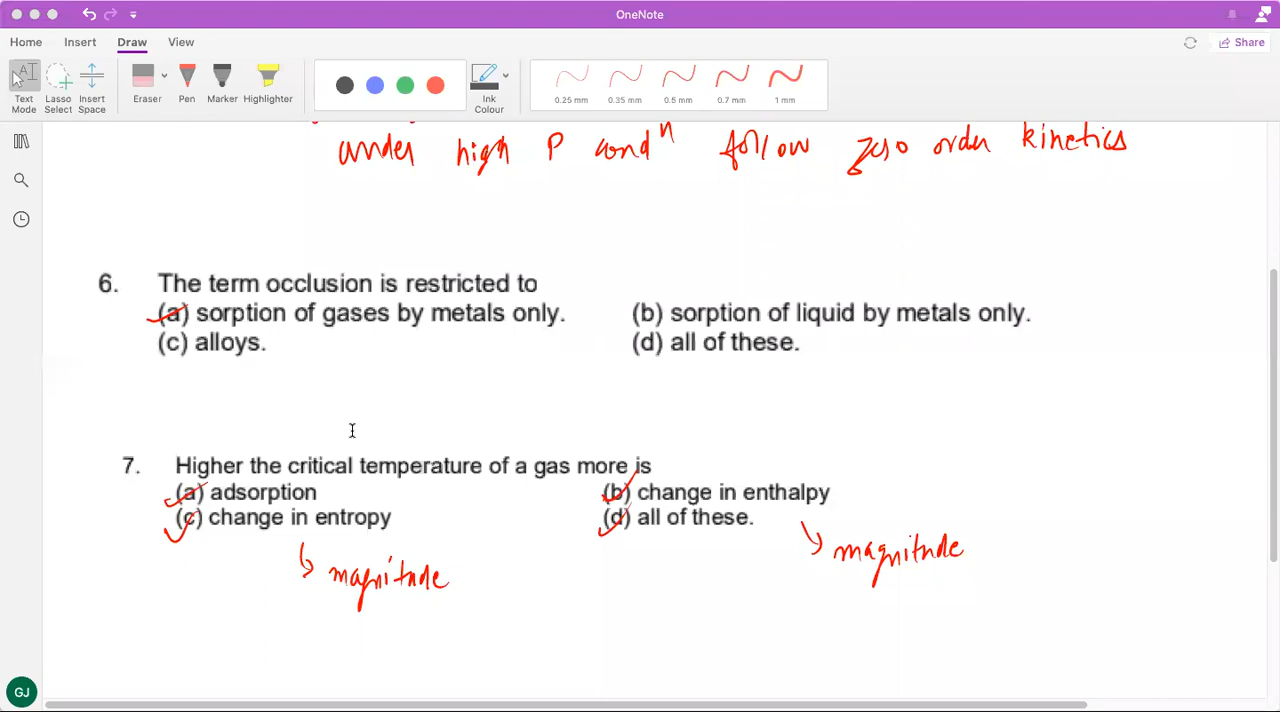 OneNote
Home Insert Draw View
Share
Text Mode
Lasso Select
Insert Space
Eraser
Pen
Marker
Highlighter
Ink Colour
0.25 mm
0.35 mm
0.5 mm
0.7 mm
1 mm
under high P cond^n follow zero order kinetics
6. The term occlusion is restricted to
(a) sorption of gases by metals only. (b) sorption of liquid by metals only.
(c) alloys. (d) all of these.
7. Higher the critical temperature of a gas more is
(a) adsorption (b) change in enthalpy
(c) change in entropy (d) all of these.
magnitude
magnitude
GJ